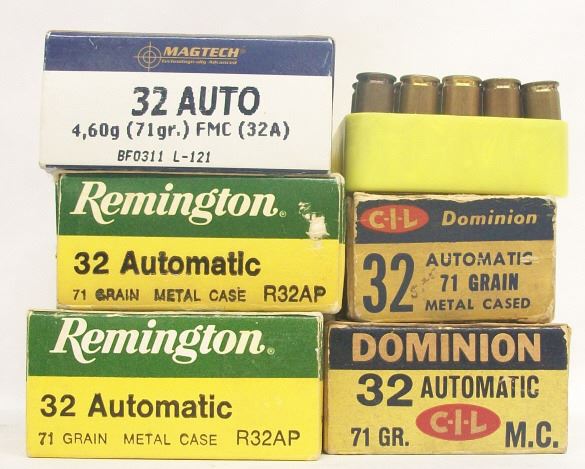 MAGTECH
Technologically Advanced
32 AUTO
4,60g (71gr.) FMC (32A)
BF0311 L-121
Remington®
32 Automatic
71 GRAIN METAL CASE R32AP
Remington®
32 Automatic
71 GRAIN METAL CASE R32AP
C-I-L Dominion
32 AUTOMATIC
71 GRAIN
METAL CASED
DOMINION
32 AUTOMATIC
71 GR. C-I-L M.C.